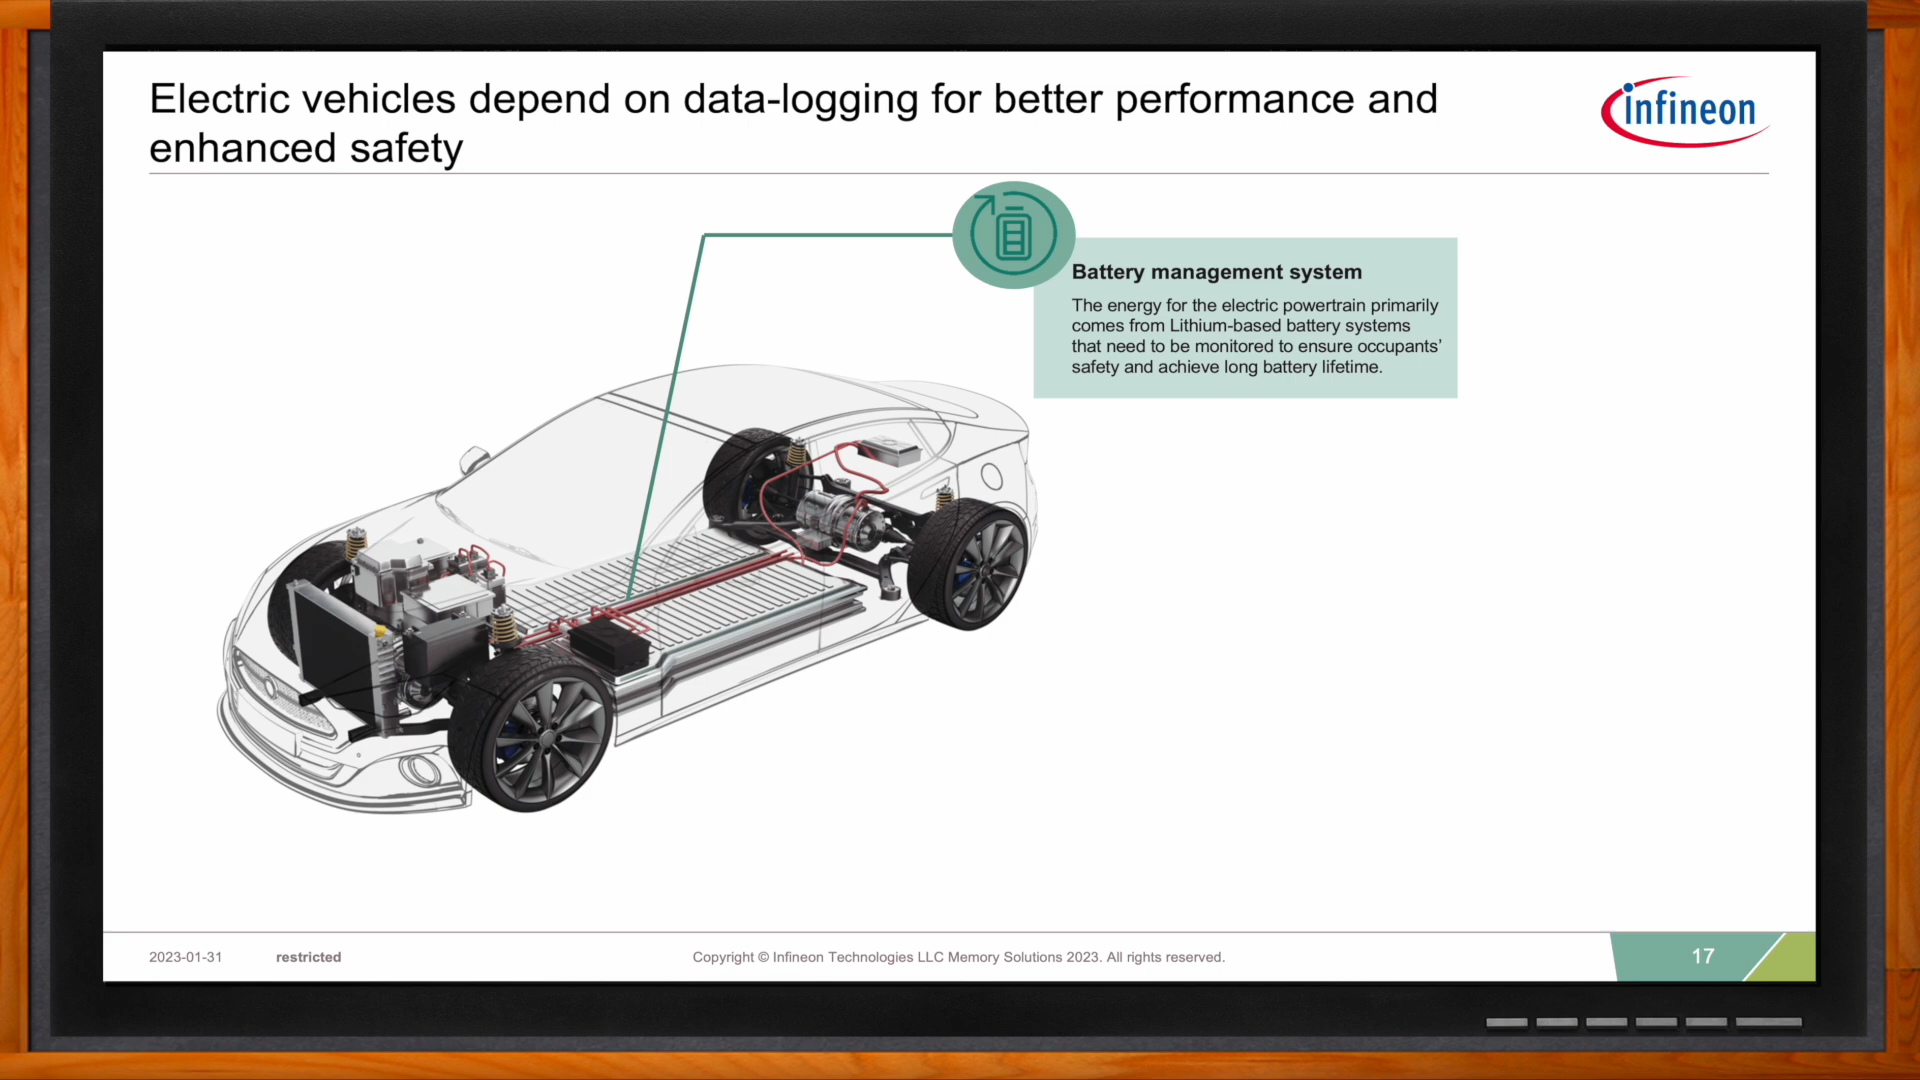 Electric vehicles depend on data-logging for better performance and
enhanced safety
infineon
Battery management system
The energy for the electric powertrain primarily
comes from Lithium-based battery systems
that need to be monitored to ensure occupants’
safety and achieve long battery lifetime.
2023-01-31 restricted Copyright © Infineon Technologies LLC Memory Solutions 2023. All rights reserved. 17